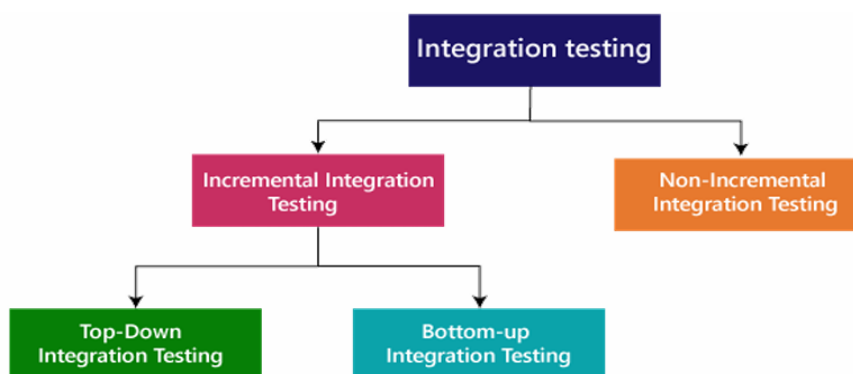 Integration testing
Incremental Integration
Testing
Non-Incremental
Integration Testing
Top-Down
Integration Testing
Bottom-up
Integration Testing